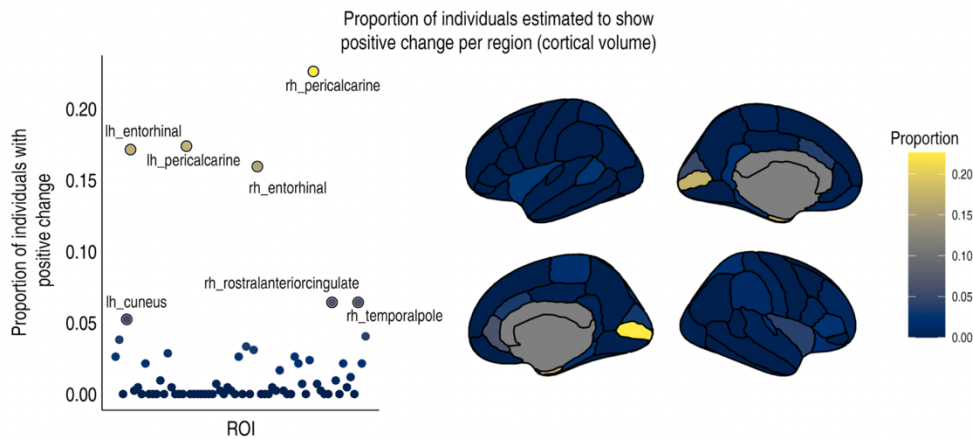 Proportion of individuals estimated to show
positive change per region (cortical volume)
Proportion of individuals with
positive change
0.20
0.15
0.10
0.05
0.00
rh_pericalcarine
lh_entorhinal
lh_pericalcarine
rh_entorhinal
rh_rostralanteriorcingulate
lh_cuneus
rh_temporalpole
ROI
Proportion
0.20
0.15
0.10
0.05
0.00